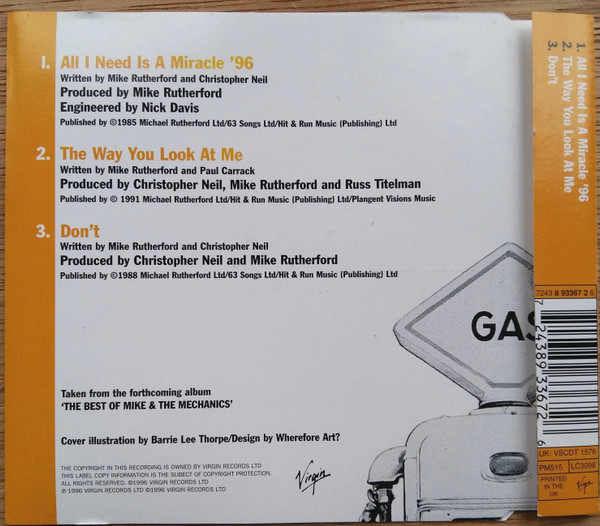 1. All I Need Is A Miracle '96
Written by Mike Rutherford and Christopher Neil
Produced by Mike Rutherford
Engineered by Nick Davis
Published by ©1985 Michael Rutherford Ltd/63 Songs Ltd/Hit & Run Music (Publishing) Ltd
2. The Way You Look At Me
Written by Mike Rutherford and Paul Carrack
Produced by Christopher Neil, Mike Rutherford and Russ Titelman
Published by © 1991 Michael Rutherford Ltd/Hit & Run Music (Publishing) Ltd/Plangent Visions Music
3. Don't
Written by Mike Rutherford and Christopher Neil
Produced by Christopher Neil and Mike Rutherford
Published by ©1988 Michael Rutherford Ltd/63 Songs Ltd/Hit & Run Music (Publishing) Ltd
GAS
Taken from the forthcoming album
'THE BEST OF MIKE & THE MECHANICS'
Cover illustration by Barrie Lee Thorpe/Design by Wherefore Art?
THE COPYRIGHT IN THIS RECORDING IS OWNED BY VIRGIN RECORDS LTD
THIS LABEL COPY INFORMATION IS THE SUBJECT OF COPYRIGHT PROTECTION.
ALL RIGHTS RESERVED. ©1996 VIRGIN RECORDS LTD
℗1996 VIRGIN RECORDS LTD ©1996 VIRGIN RECORDS LTD
Virgin
1. All I Need Is A Miracle '96
2. The Way You Look At Me
3. Don't
7243 8 93367 2 6
7 24389 33672 6
UK: VSCDT 1576
PM515
LC3098
PRINTED
IN THE
UK
Virgin